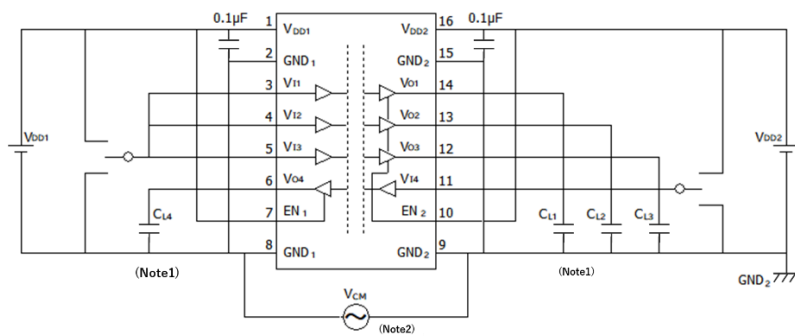 0.1μF
1
VDD1
VDD2
16
0.1μF
2
GND1
GND2
15
3
VI1
VO1
14
4
VI2
VO2
13
VDD1
VDD2
5
VI3
VO3
12
6
VO4
VI4
11
CL4
7
EN1
EN2
10
CL1
CL2
CL3
8
GND1
GND2
9
(Note1)
(Note1)
GND2
VCM
(Note2)